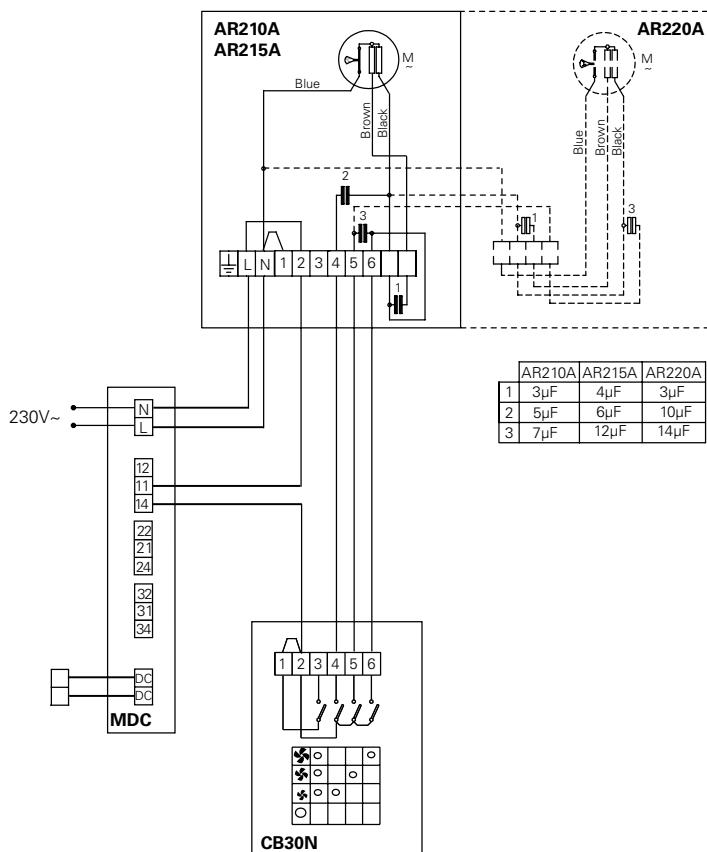 AR210A
AR215A
AR220A
M
~
M
~
Blue
Brown
Black
Blue
Brown
Black
2
3
1
1
3
L N 1 2 3 4 5 6
AR210A AR215A AR220A
1 3µF 4µF 3µF
2 5µF 6µF 10µF
3 7µF 12µF 14µF
230V~
N
L
12
11
14
22
21
24
32
31
34
DC
DC
MDC
1 2 3 4 5 6
CB30N